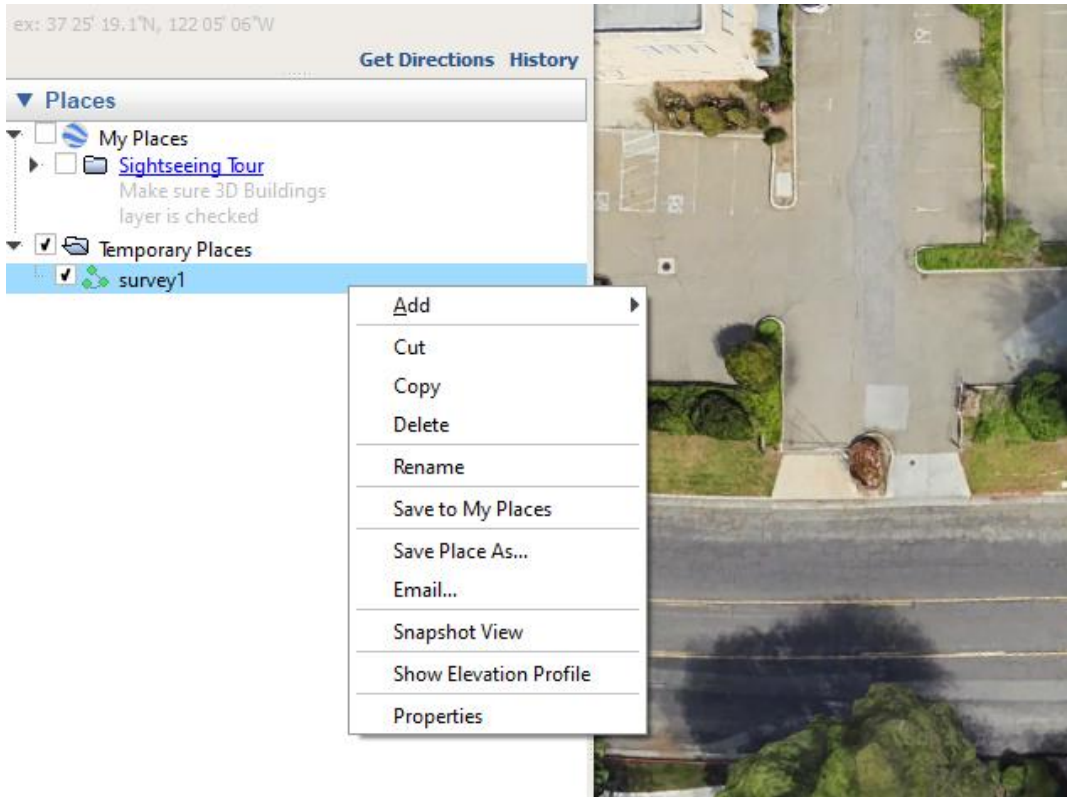 ex: 37 25' 19.1"N, 122 05' 06"W
Get Directions History
Places
My Places
Sightseeing Tour
Make sure 3D Buildings
layer is checked
Temporary Places
survey1
Add
Cut
Copy
Delete
Rename
Save to My Places
Save Place As...
Email...
Snapshot View
Show Elevation Profile
Properties